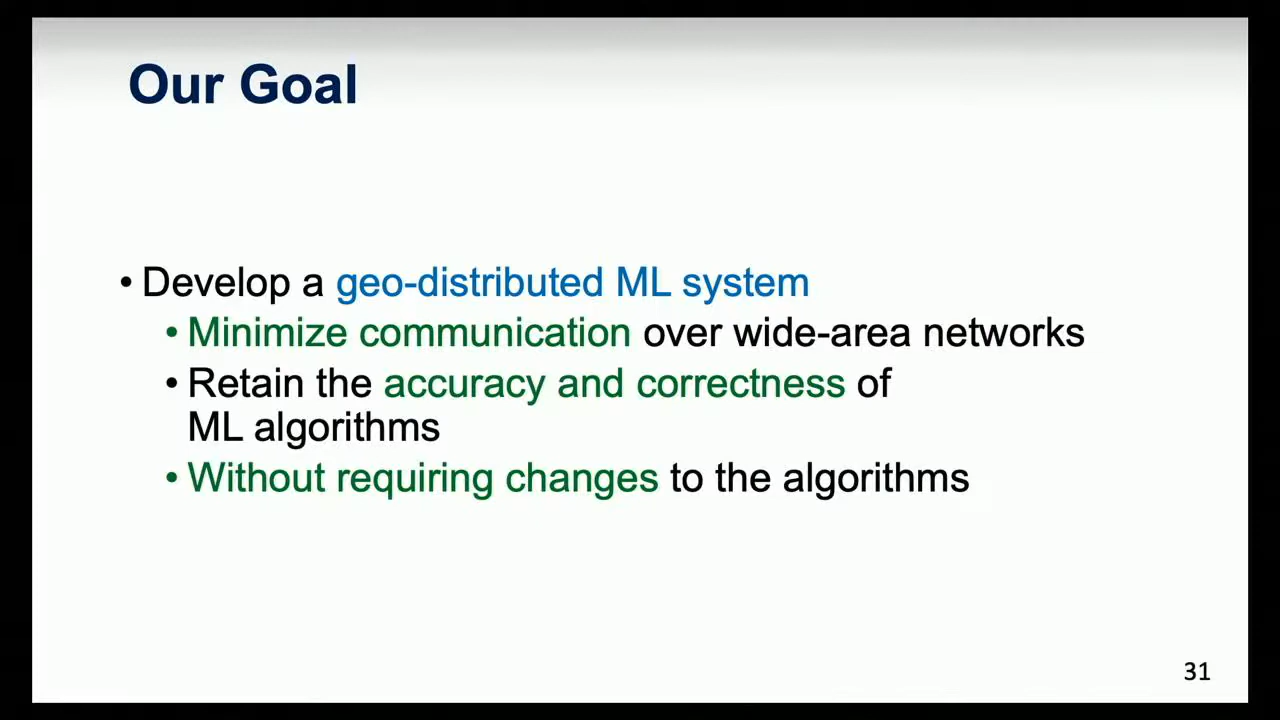 Our Goal
• Develop a geo-distributed ML system
• Minimize communication over wide-area networks
• Retain the accuracy and correctness of
ML algorithms
• Without requiring changes to the algorithms
31